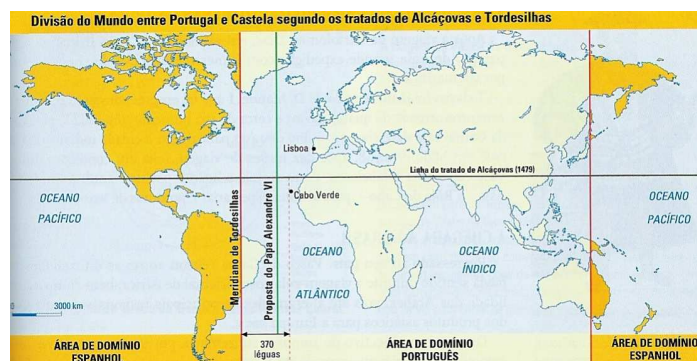 Divisão do Mundo entre Portugal e Castela segundo os tratados de Alcáçovas e Tordesilhas
Lisboa
Linha do tratado de Alcáçovas (1479)
Cabo Verde
OCEANO
PACÍFICO
Meridiano de Tordesilhas
Proposta do Papa Alexandre VI
OCEANO
ATLÂNTICO
OCEANO
ÍNDICO
OCEANO
PACÍFICO
3000 km
370
léguas
ÁREA DE DOMÍNIO
ESPANHOL
ÁREA DE DOMÍNIO
PORTUGUÊS
ÁREA DE DOMÍNIO
ESPANHOL